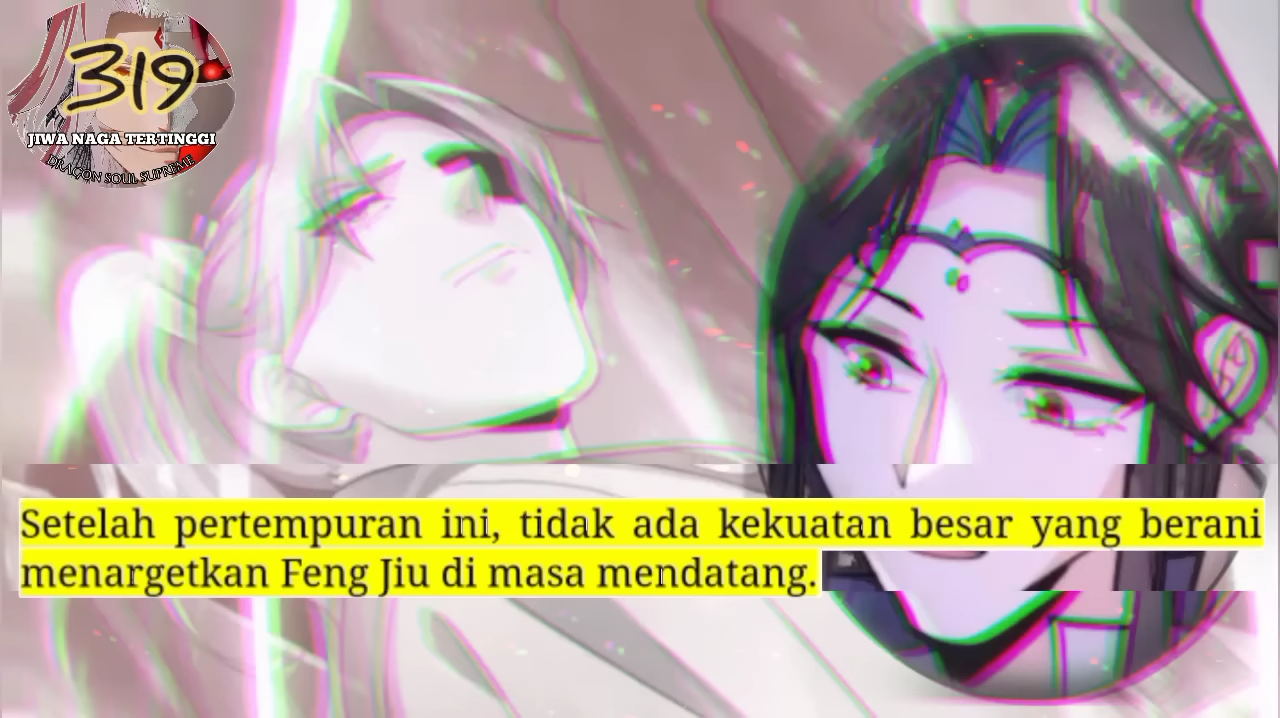 319
JIWA NAGA TERTINGGI
DRAGON SOUL SUPREME
Setelah pertempuran ini, tidak ada kekuatan besar yang berani
menargetkan Feng Jiu di masa mendatang.